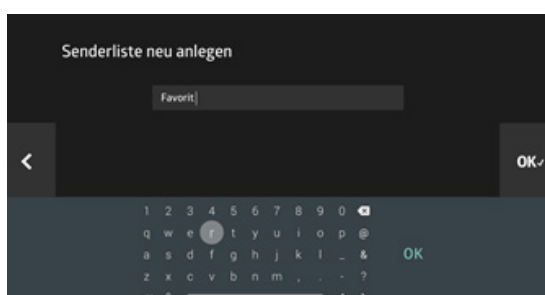 Senderliste neu anlegen
Favorit
OK
1 2 3 4 5 6 7 8 9 0
q w e r t y u i o p @
a s d f g h j k l _ & OK
z x c v b n m , . - ?